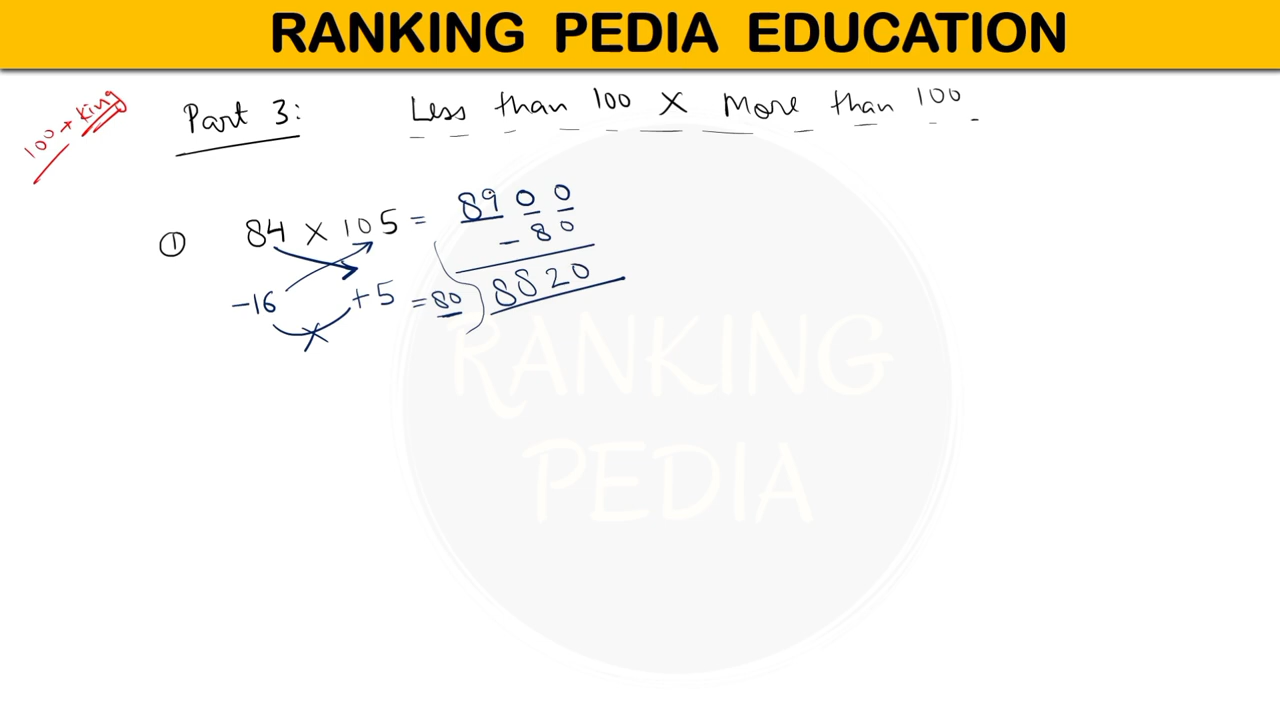 RANKING PEDIA EDUCATION
100 → King
Part 3: Less than 100 X More than 100
① 84 X 105 = 8900
- 80
8820
-16 +5 = 80
X
RANKING
PEDIA